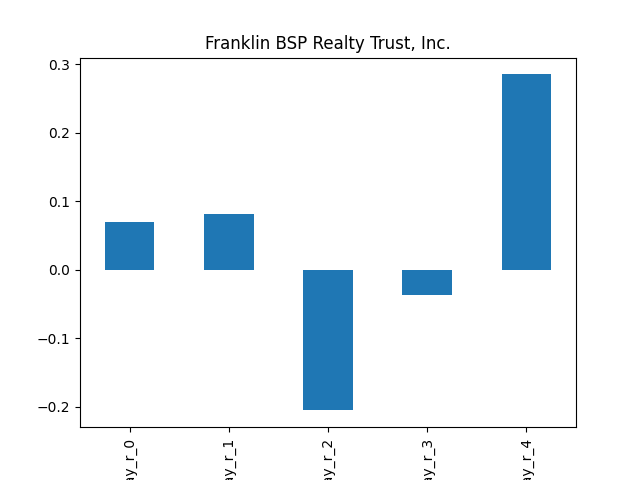 Franklin BSP Realty Trust, Inc.
0.3
0.2
0.1
0.0
−0.1
−0.2
ay_r_0
ay_r_1
ay_r_2
ay_r_3
ay_r_4